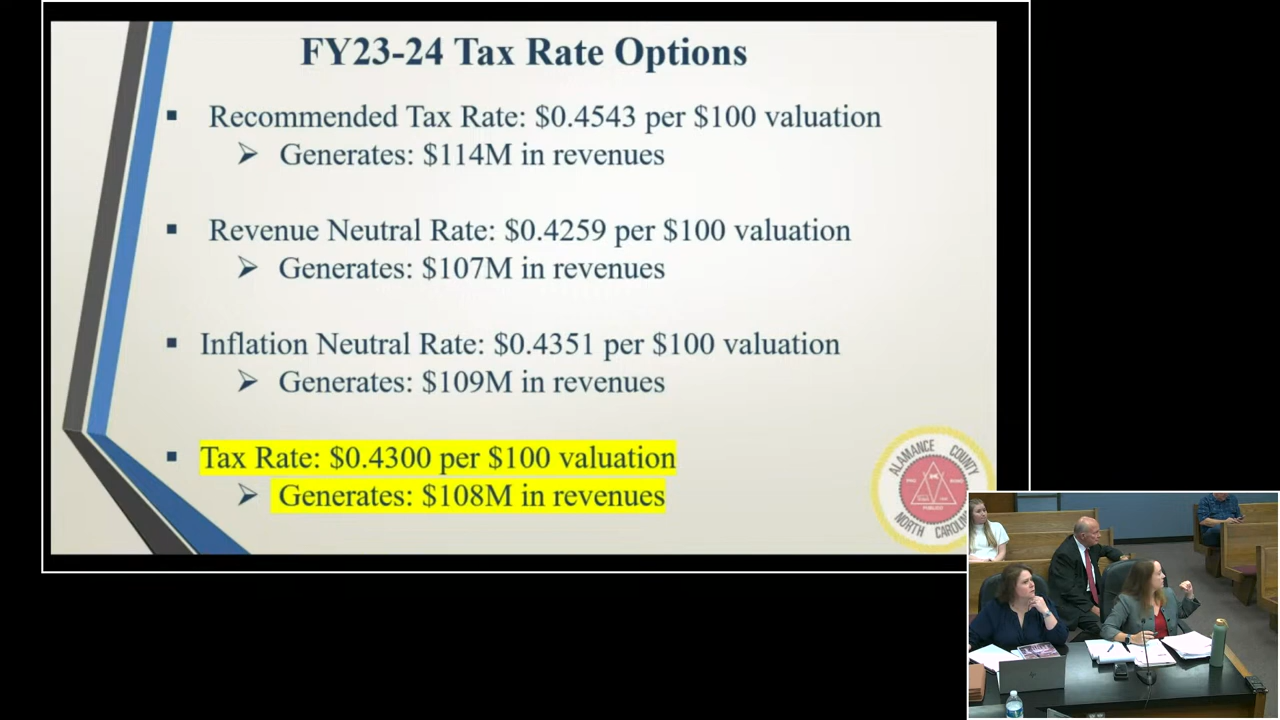 FY23-24 Tax Rate Options
▪ Recommended Tax Rate: $0.4543 per $100 valuation
➢ Generates: $114M in revenues
▪ Revenue Neutral Rate: $0.4259 per $100 valuation
➢ Generates: $107M in revenues
▪ Inflation Neutral Rate: $0.4351 per $100 valuation
➢ Generates: $109M in revenues
▪ Tax Rate: $0.4300 per $100 valuation
➢ Generates: $108M in revenues
ALAMANCE COUNTY
NORTH CAROLINA